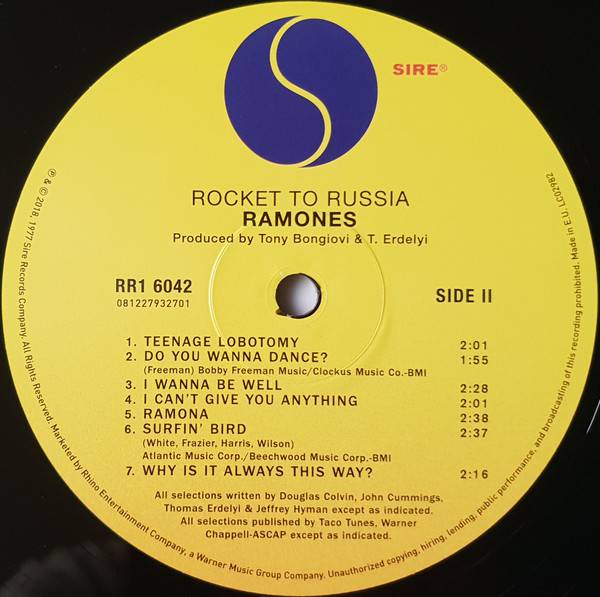 SIRE®
ROCKET TO RUSSIA
RAMONES
Produced by Tony Bongiovi & T. Erdelyi
RR1 6042
081227932701
SIDE II
1. TEENAGE LOBOTOMY 2:01
2. DO YOU WANNA DANCE? 1:55
(Freeman) Bobby Freeman Music/Clockus Music Co.-BMI
3. I WANNA BE WELL 2:28
4. I CAN'T GIVE YOU ANYTHING 2:01
5. RAMONA 2:38
6. SURFIN' BIRD 2:37
(White, Frazier, Harris, Wilson)
Atlantic Music Corp./Beechwood Music Corp.-BMI
7. WHY IS IT ALWAYS THIS WAY? 2:16
All selections written by Douglas Colvin, John Cummings,
Thomas Erdelyi & Jeffrey Hyman except as indicated.
All selections published by Taco Tunes, Warner
Chappell-ASCAP except as indicated.
℗ & © 2018, 1977 Sire Records Company. All Rights Reserved. Marketed by Rhino Entertainment Company, a Warner Music Group Company. Unauthorized copying, hiring, lending, public performance, and broadcasting of this recording prohibited. Made in E.U. LC02982